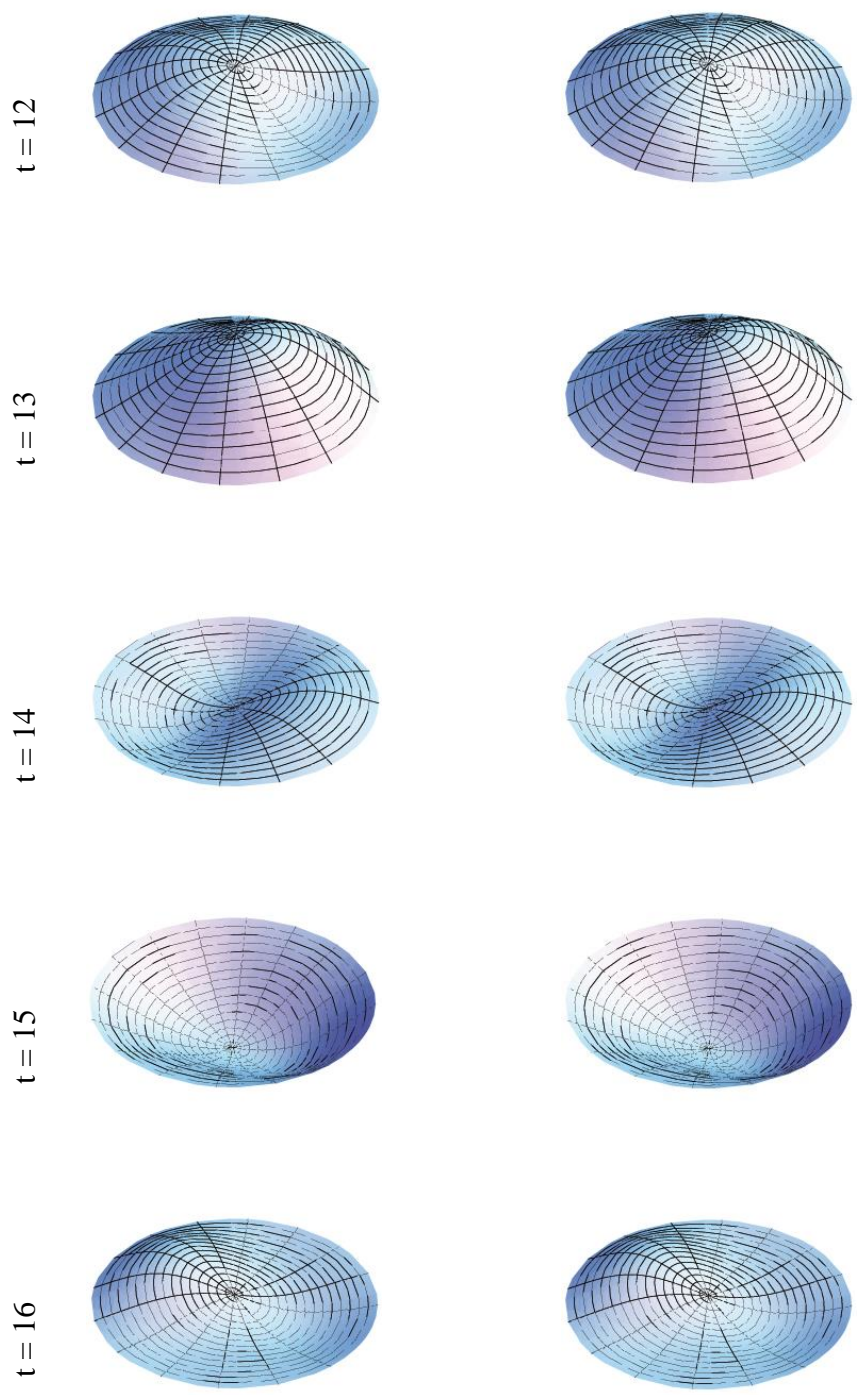 t = 12
t = 13
t = 14
t = 15
t = 16